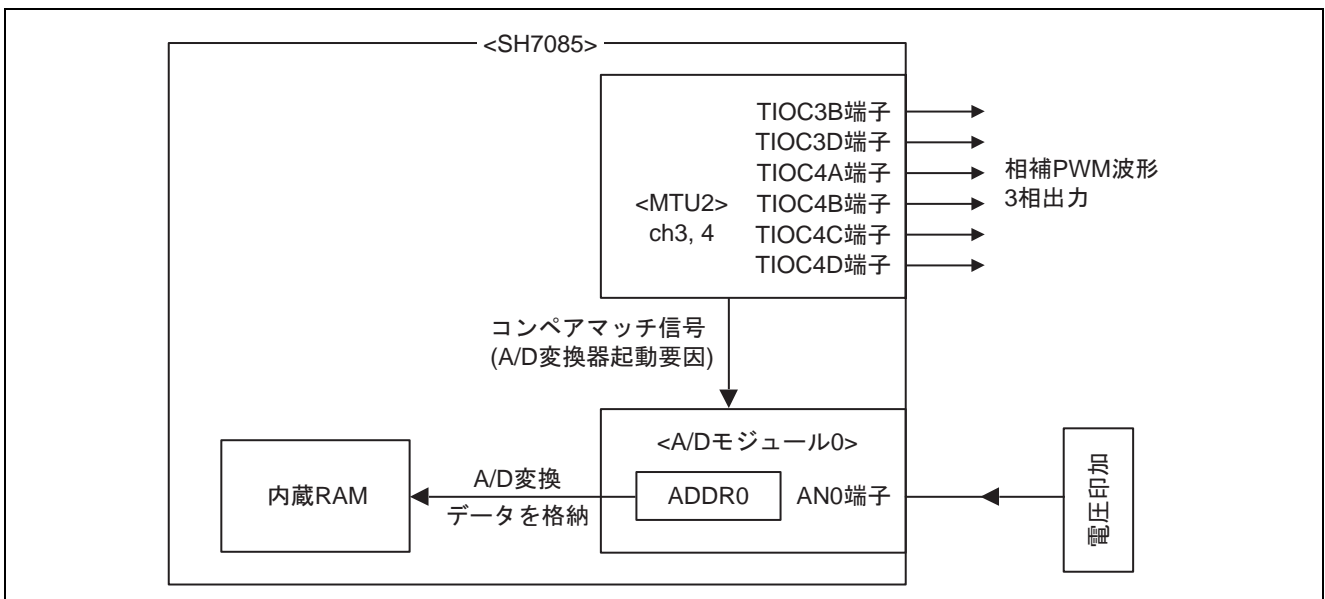 <SH7085>
TIOC3B端子
TIOC3D端子
TIOC4A端子
<MTU2>
TIOC4B端子
ch3, 4
TIOC4C端子
TIOC4D端子
相補PWM波形
3相出力
コンペアマッチ信号
(A/D変換器起動要因)
<A/Dモジュール0>
内蔵RAM
A/D変換
データを格納
ADDR0
AN0端子
電圧印加